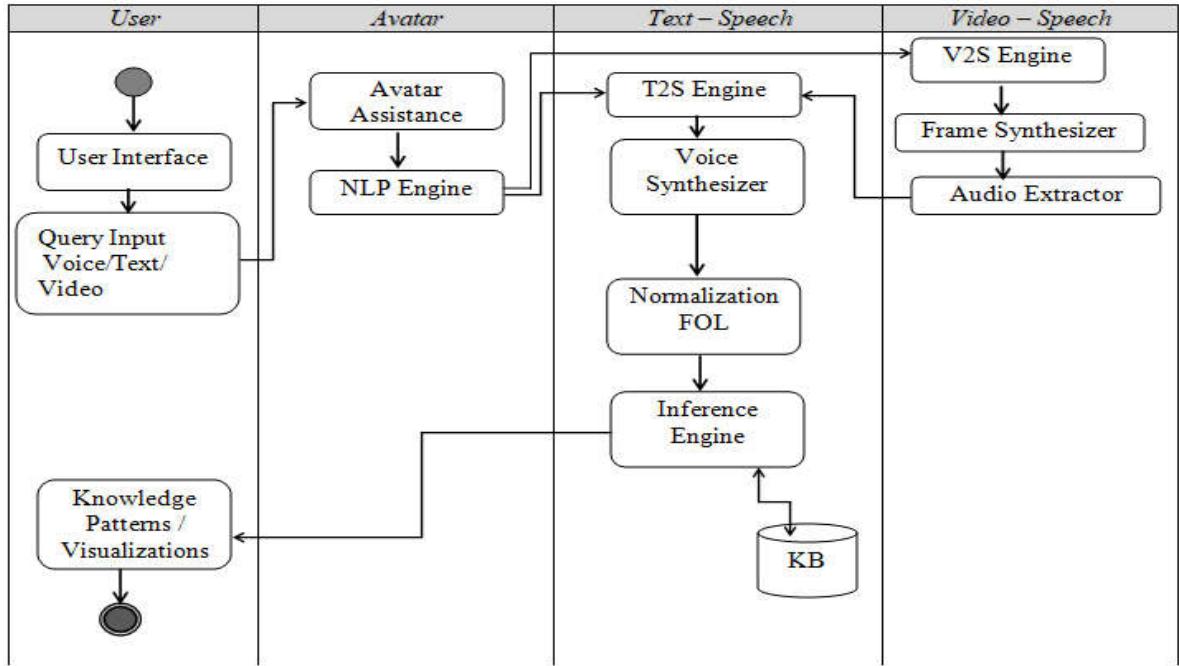 User
Avatar
Text – Speech
Video – Speech
User Interface
Query Input
Voice/Text/
Video
Knowledge
Patterns /
Visualizations
Avatar
Assistance
NLP Engine
T2S Engine
Voice
Synthesizer
Normalization
FOL
Inference
Engine
KB
V2S Engine
Frame Synthesizer
Audio Extractor